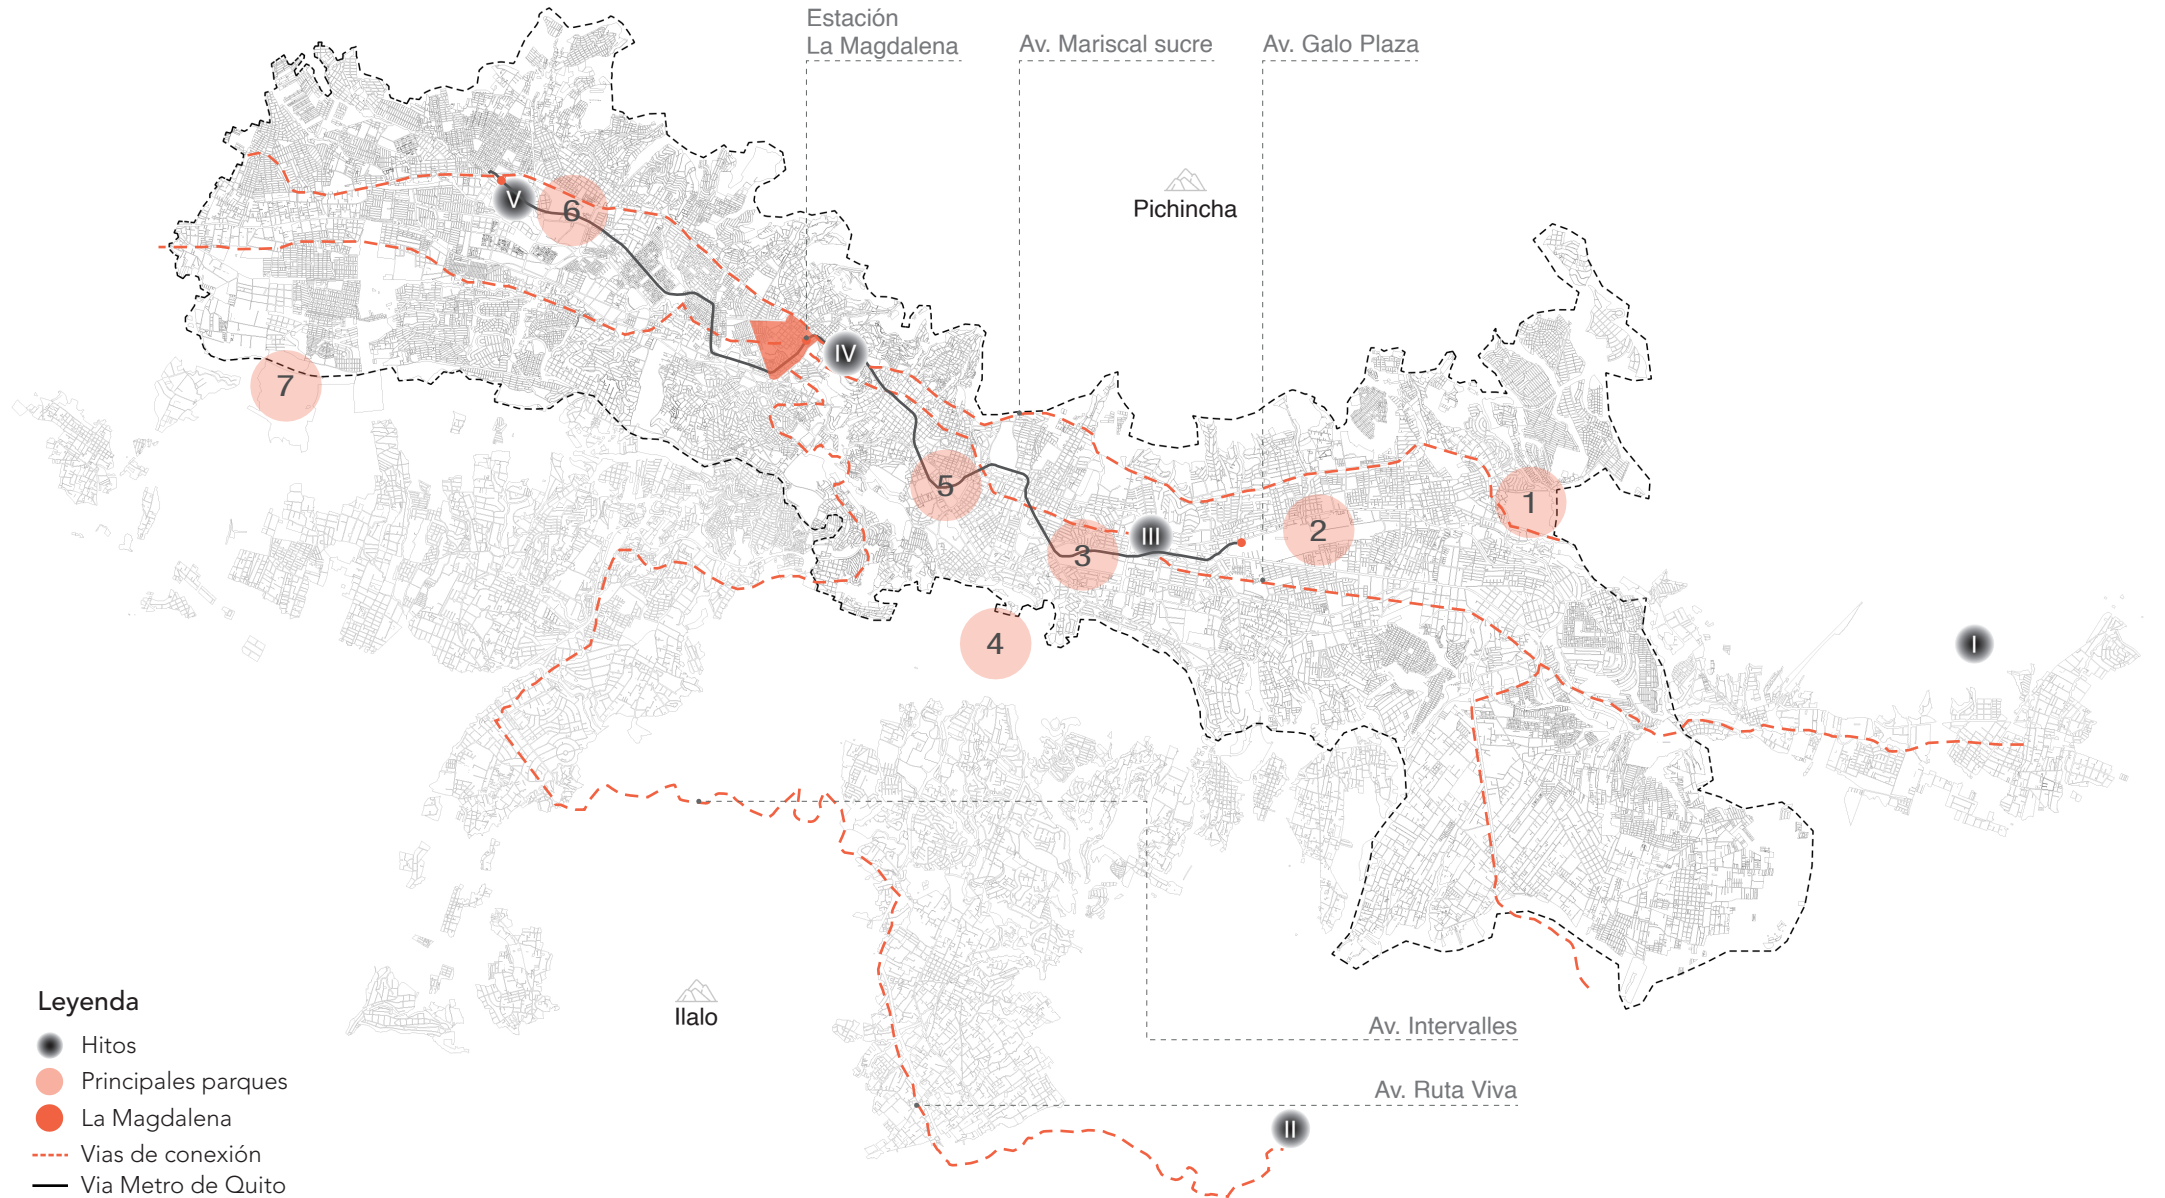 Estación
La Magdalena
Av. Mariscal sucre
Av. Galo Plaza
Pichincha
V
6
IV
7
5
1
2
III
3
4
I
Ilalo
Av. Intervalles
Av. Ruta Viva
II
Leyenda
Hitos
Principales parques
La Magdalena
Vias de conexión
Via Metro de Quito